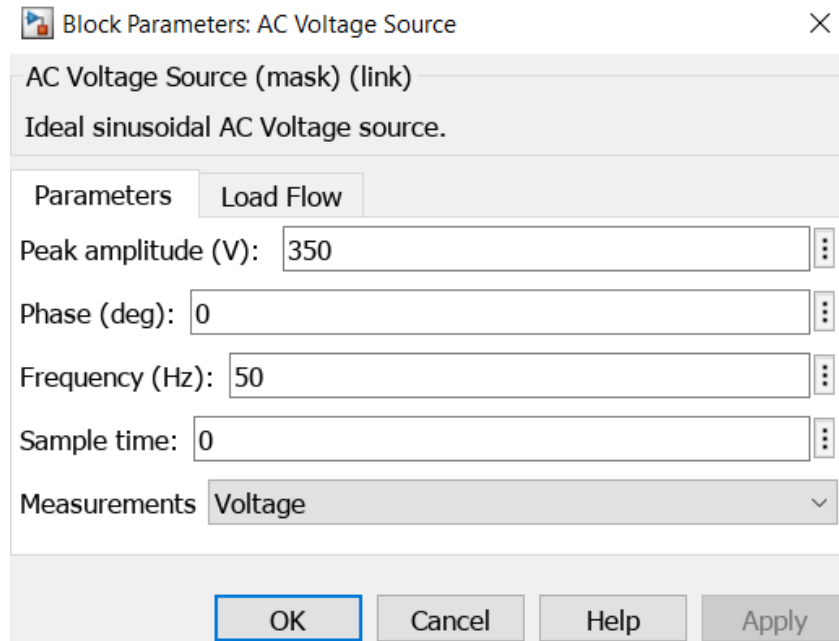 Block Parameters: AC Voltage Source
AC Voltage Source (mask) (link)
Ideal sinusoidal AC Voltage source.
Parameters Load Flow
Peak amplitude (V): 350
Phase (deg): 0
Frequency (Hz): 50
Sample time: 0
Measurements Voltage
OK Cancel Help Apply